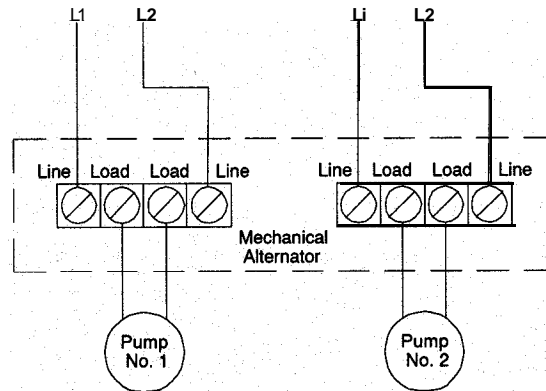 L1 L2 Li L2
Line Load Load Line Line Load Load Line
Mechanical
Alternator
Pump
No. 1
Pump
No. 2